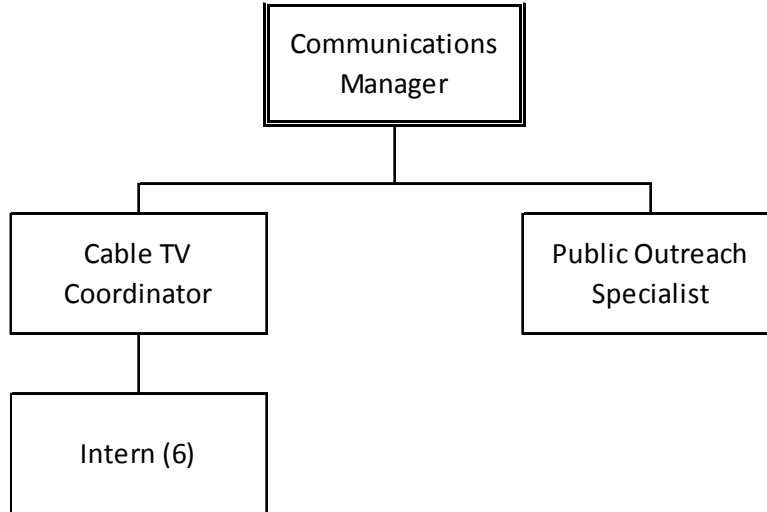 Communications
Manager
Cable TV
Coordinator
Public Outreach
Specialist
Intern (6)